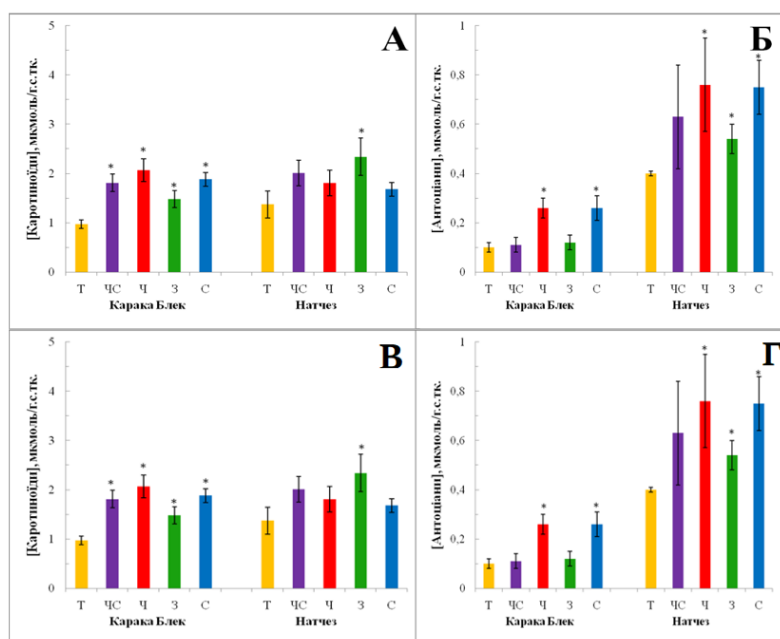 А
[Каротиноїди], мкмоль/г.с.тк.
5
4
3
2
1
0
* * * * *
Т ЧС Ч З С Т ЧС Ч З С
Карака Блек Натчез
Б
[Антоціани], мкмоль/г.с.тк.
1
0,8
0,6
0,4
0,2
0
* * * * *
Т ЧС Ч З С Т ЧС Ч З С
Карака Блек Натчез
В
[Каротиноїди], мкмоль/г.с.тк.
5
4
3
2
1
0
* * * * *
Т ЧС Ч З С Т ЧС Ч З С
Карака Блек Натчез
Г
[Антоціани], мкмоль/г.с.тк.
1
0,8
0,6
0,4
0,2
0
* * * * *
Т ЧС Ч З С Т ЧС Ч З С
Карака Блек Натчез